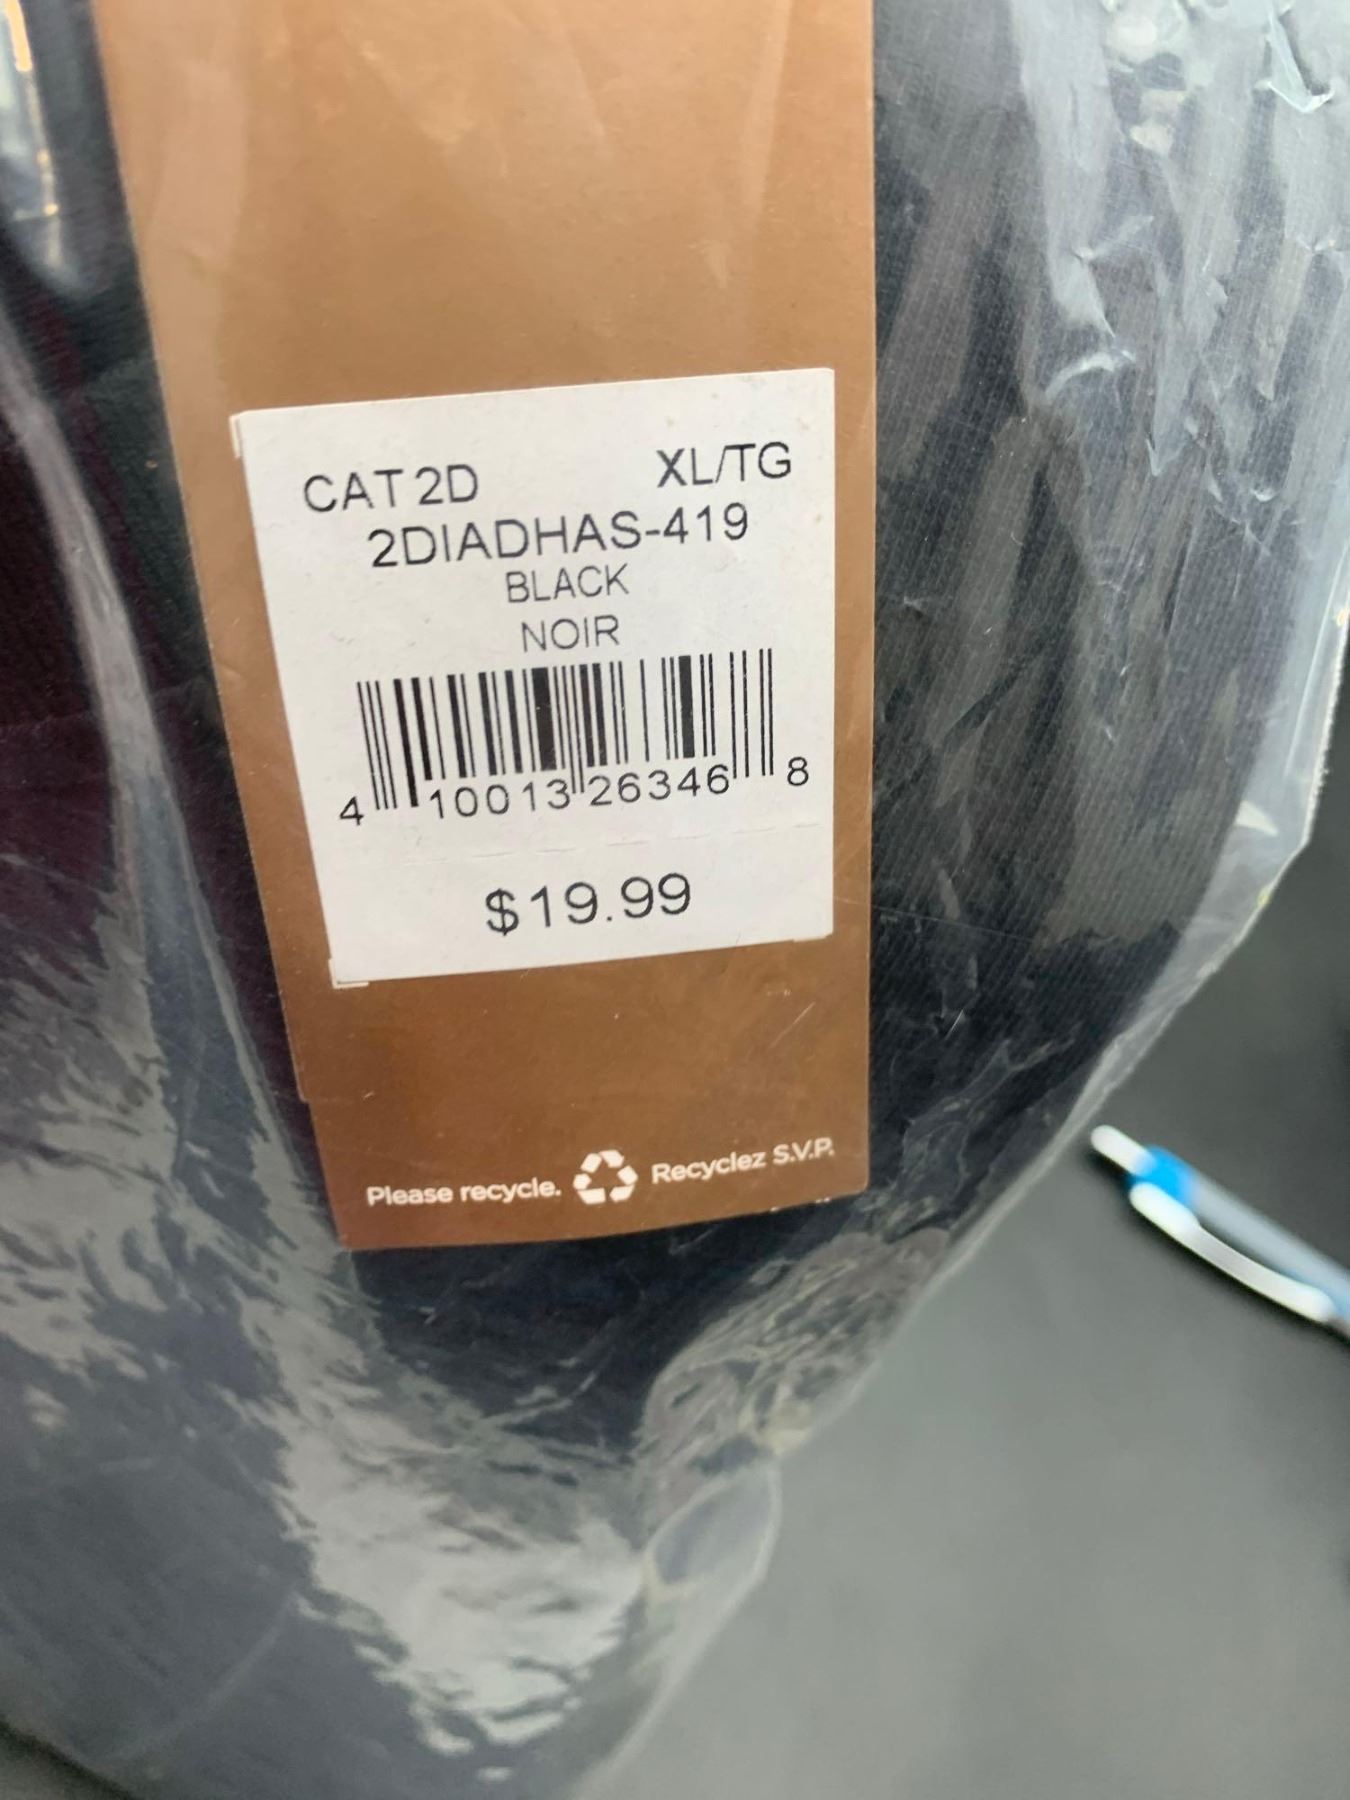 CAT 2D XL/TG
2DIADHAS-419
BLACK
NOIR
4 10013 26346 8
$19.99
Please recycle. Recyclez S.V.P.